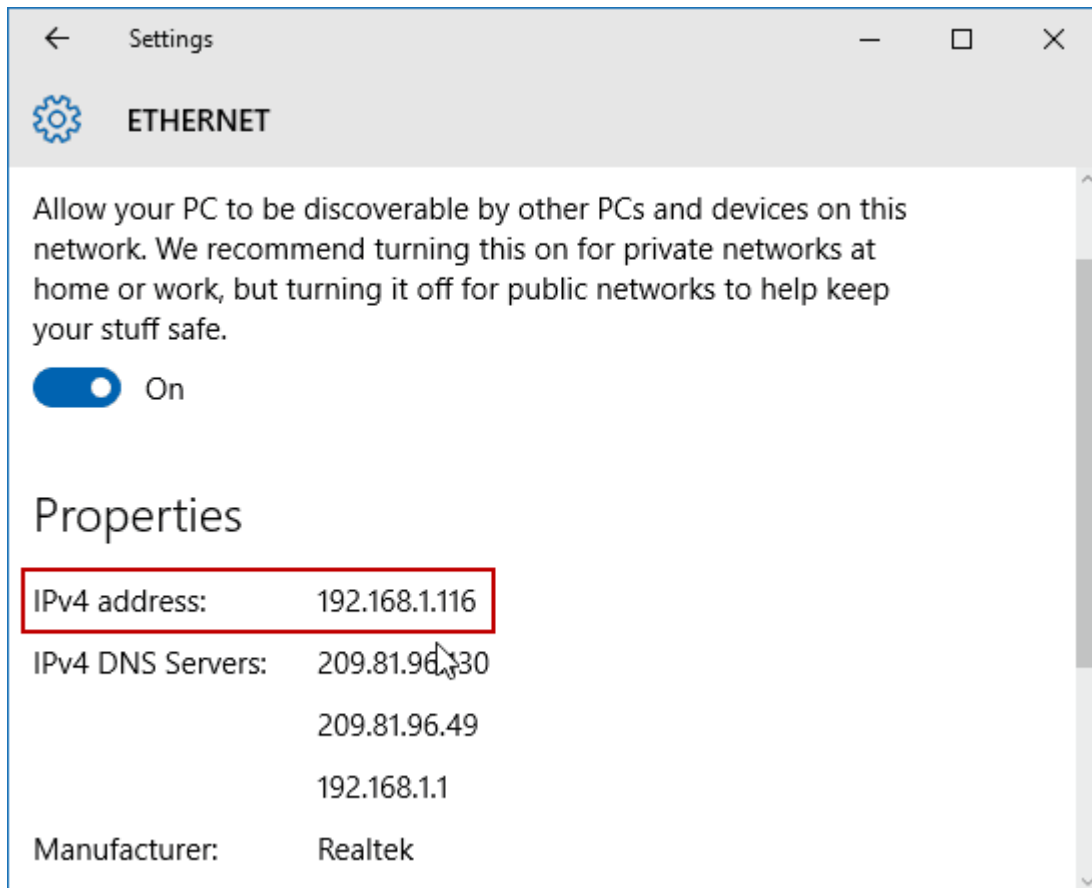 Settings
ETHERNET
Allow your PC to be discoverable by other PCs and devices on this
network. We recommend turning this on for private networks at
home or work, but turning it off for public networks to help keep
your stuff safe.
On
Properties
IPv4 address: 192.168.1.116
IPv4 DNS Servers:
209.81.96.49
192.168.1.1
Manufacturer: Realtek